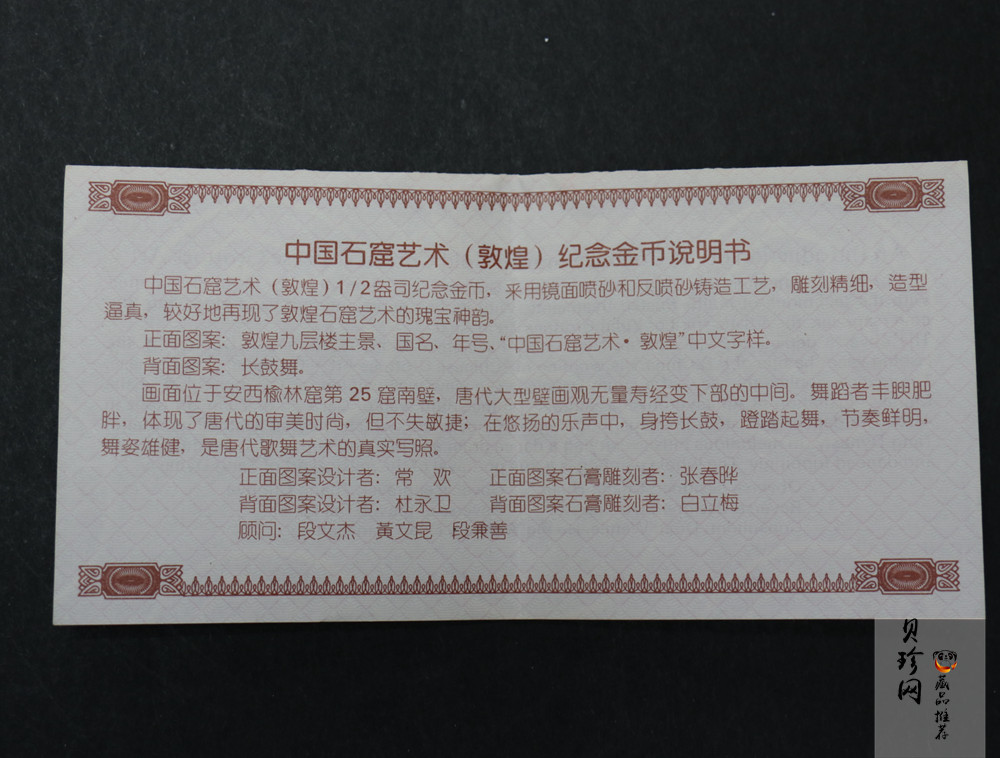 中国石窟艺术（敦煌）纪念金币说明书
中国石窟艺术（敦煌）1/2盎司纪念金币，采用镜面喷砂和反喷砂铸造工艺，雕刻精细，造型
逼真，较好地再现了敦煌石窟艺术的瑰宝神韵。
正面图案：敦煌九层楼主景、国名、年号、“中国石窟艺术·敦煌”中文字样。
背面图案：长鼓舞。
画面位于安西榆林窟第25窟南壁，唐代大型壁画观无量寿经变下部的中间。舞蹈者丰腴肥
胖，体现了唐代的审美时尚，但不失敏捷；在悠扬的乐声中，身挎长鼓，蹬踏起舞，节奏鲜明，
舞姿雄健，是唐代歌舞艺术的真实写照。
正面图案设计者：常 欢 正面图案石膏雕刻者：张春晔
背面图案设计者：杜永卫 背面图案石膏雕刻者：白立梅
顾问：段文杰 黄文昆 段兼善
贝珍网
藏品推荐